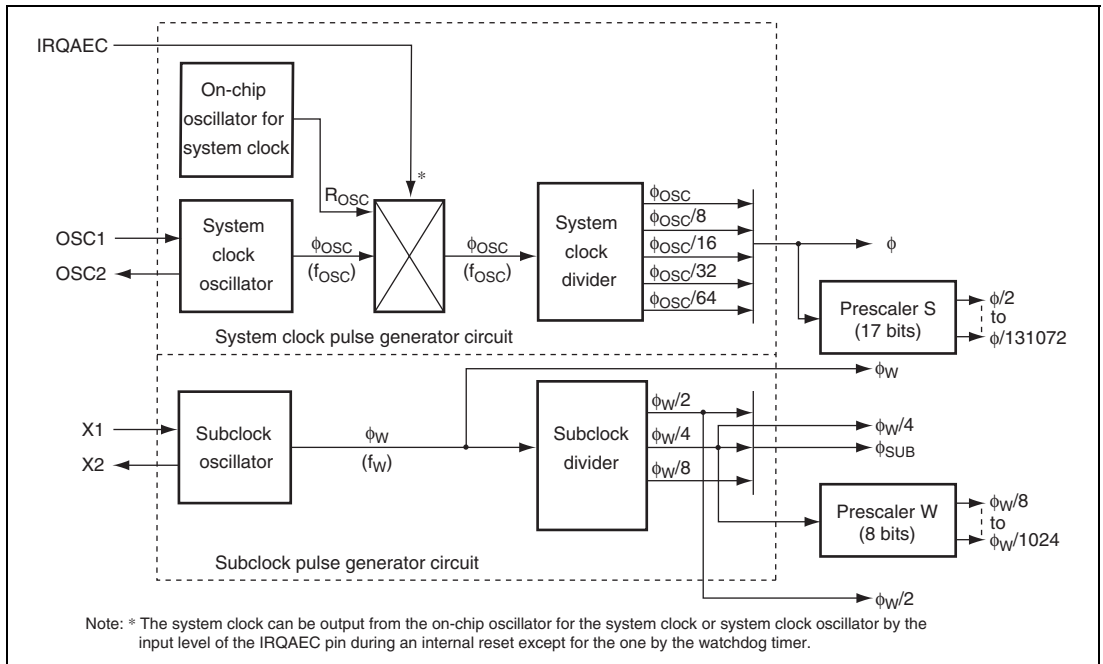 IRQAEC
On-chip
oscillator for
system clock
*
ROSC
OSC1
OSC2
System
clock
oscillator
ϕOSC
(fOSC)
ϕOSC
(fOSC)
System
clock
divider
ϕOSC
ϕOSC/8
ϕOSC/16
ϕOSC/32
ϕOSC/64
ϕ
Prescaler S
(17 bits)
ϕ/2
to
ϕ/131072
System clock pulse generator circuit
ϕW
X1
X2
Subclock
oscillator
ϕW
(fW)
Subclock
divider
ϕW/2
ϕW/4
ϕW/8
ϕW/4
ϕSUB
Prescaler W
(8 bits)
ϕW/8
to
ϕW/1024
Subclock pulse generator circuit
ϕW/2
Note: * The system clock can be output from the on-chip oscillator for the system clock or system clock oscillator by the
input level of the IRQAEC pin during an internal reset except for the one by the watchdog timer.